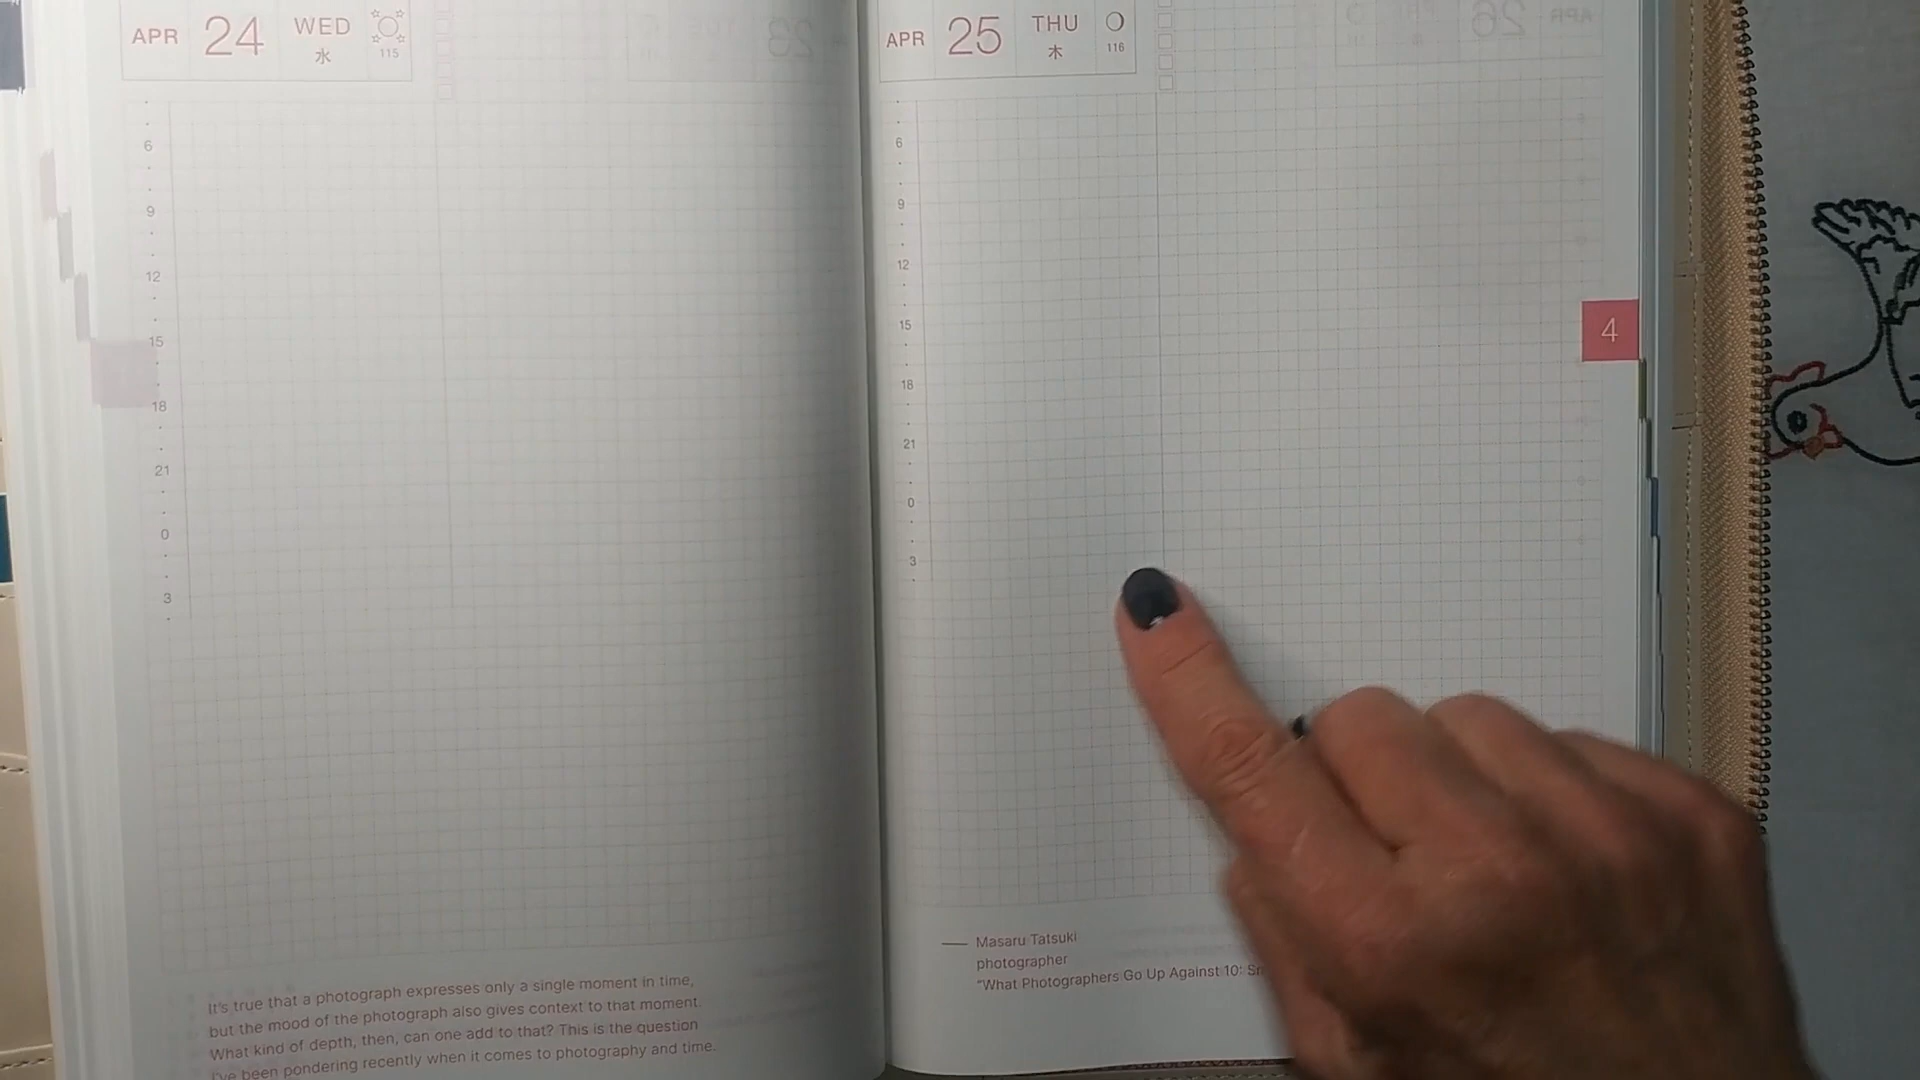 APR 24 WED
水
115
6
9
12
15
18
21
0
3
It's true that a photograph expresses only a single moment in time,
but the mood of the photograph also gives context to that moment.
What kind of depth, then, can one add to that? This is the question
I've been pondering recently when it comes to photography and time.
APR 25 THU
木
116
6
9
12
15
18
21
0
3
4
Masaru Tatsuki
photographer
"What Photographers Go Up Against 10: